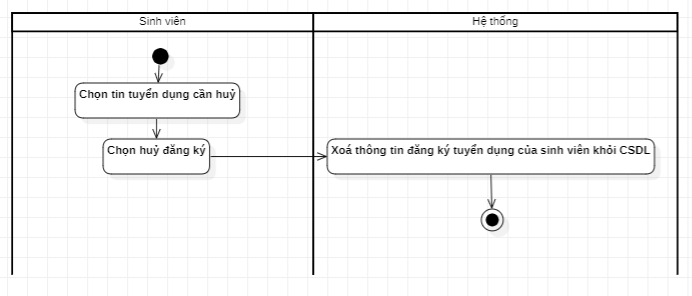 Sinh viên
Hệ thống
Chọn tin tuyển dụng cần huỷ
Chọn huỷ đăng ký
Xoá thông tin đăng ký tuyển dụng của sinh viên khỏi CSDL